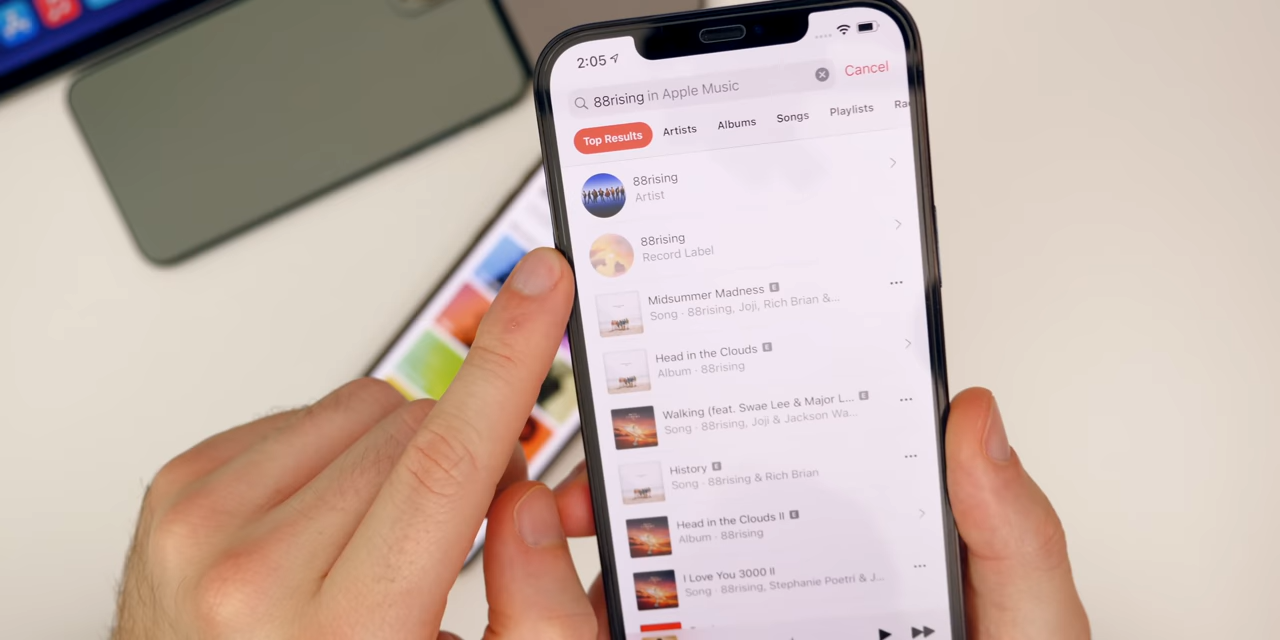 2:05
88rising in Apple Music
Cancel
Top Results
Artists
Albums
Songs
Playlists
Ra
88rising
Artist
88rising
Record Label
Midsummer Madness E
Song · 88rising, Joji, Rich Brian &...
Head in the Clouds E
Album · 88rising
Walking (feat. Swae Lee & Major L... E
Song · 88rising, Joji & Jackson Wa...
History E
Song · 88rising & Rich Brian
Head in the Clouds II E
Album · 88rising
I Love You 3000 II
Song · 88rising, Stephanie Poetri & J...